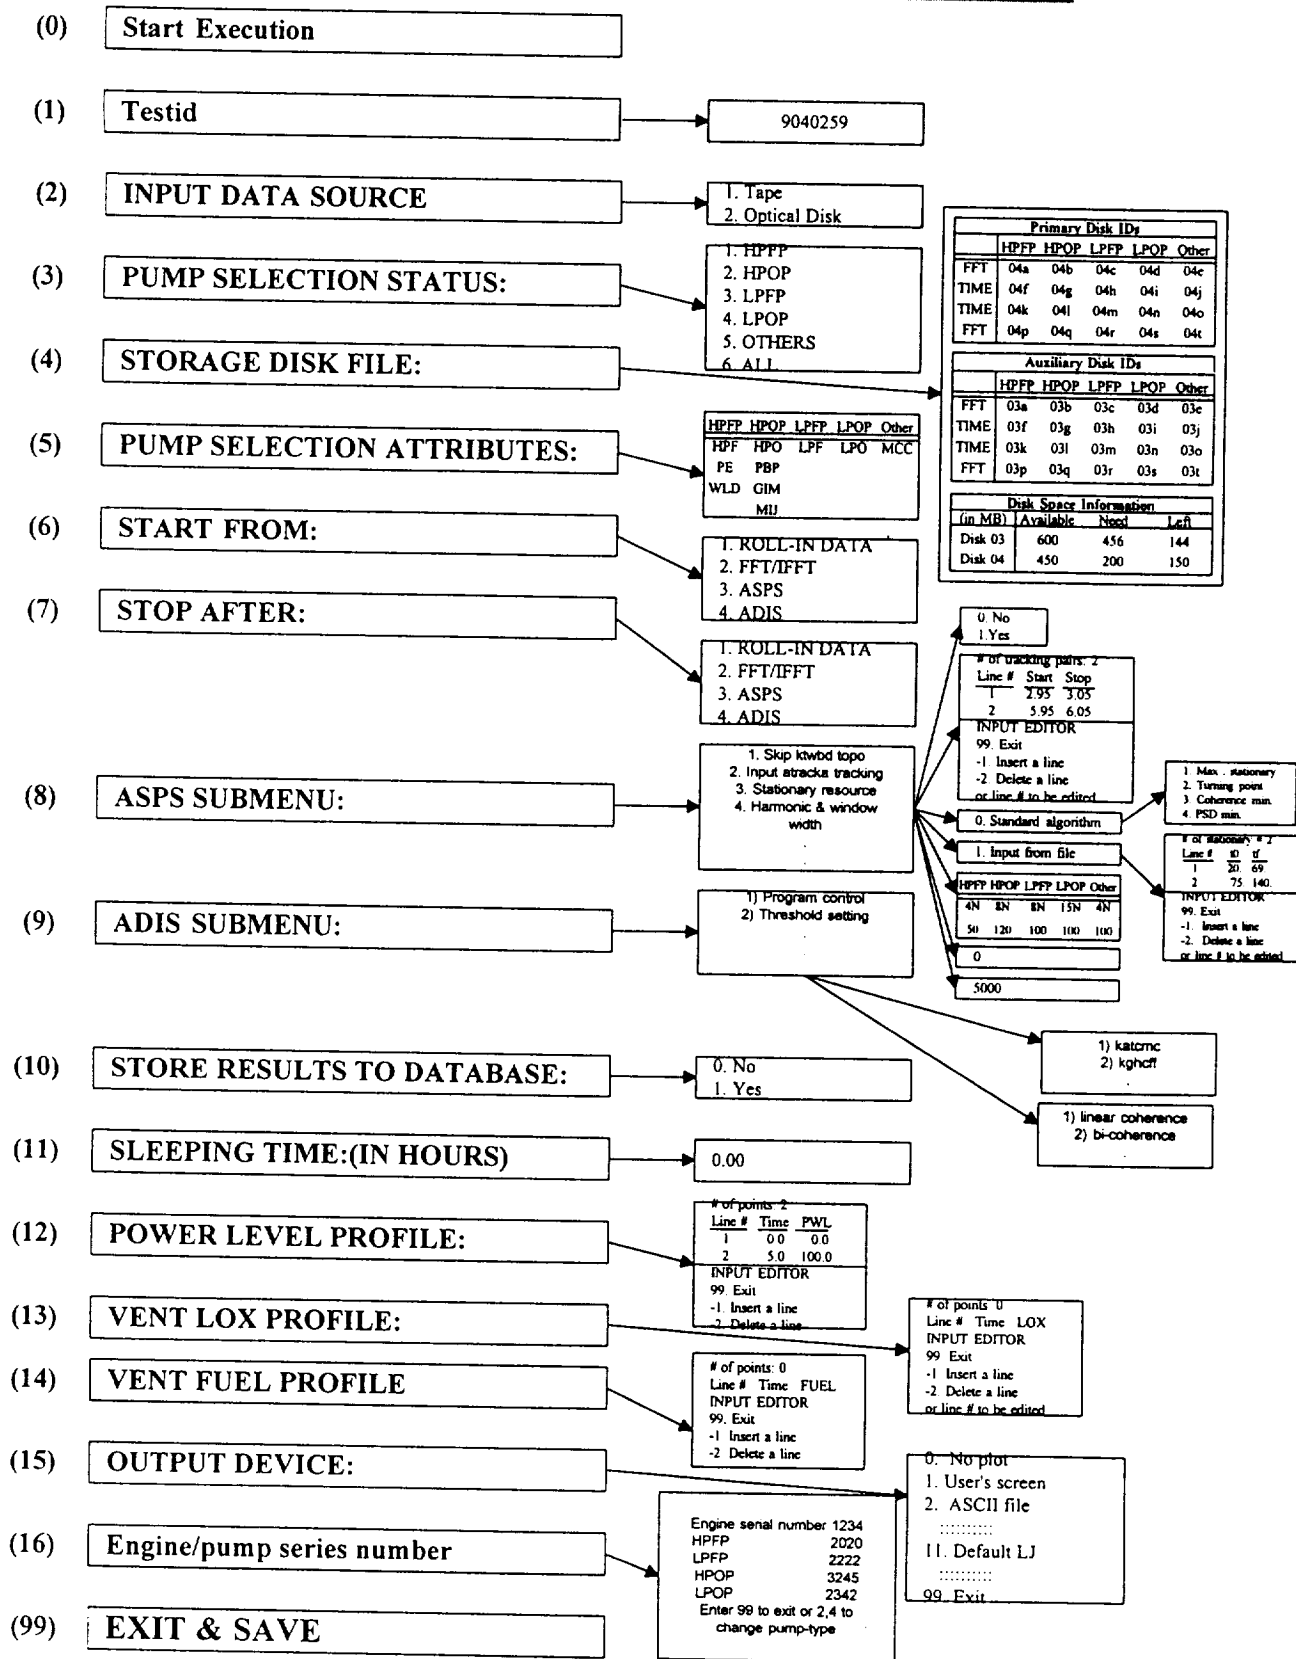 (0) Start Execution
(1) Testid
9040259
(2) INPUT DATA SOURCE
1. Tape
2. Optical Disk
(3) PUMP SELECTION STATUS:
1. HPFP
2. HPOP
3. LPFP
4. LPOP
5. OTHERS
6. ALL
(4) STORAGE DISK FILE:
Primary Disk IDs
HPFP HPOP LPFP LPOP Other
FFT 04a 04b 04c 04d 04e
TIME 04f 04g 04h 04i 04j
TIME 04k 04l 04m 04n 04o
FFT 04p 04q 04r 04s 04t
Auxiliary Disk IDs
HPFP HPOP LPFP LPOP Other
FFT 03a 03b 03c 03d 03e
TIME 03f 03g 03h 03i 03j
TIME 03k 03l 03m 03n 03o
FFT 03p 03q 03r 03s 03t
Disk Space Information
(in MB) Available Need Left
Disk 03 600 456 144
Disk 04 450 200 150
(5) PUMP SELECTION ATTRIBUTES:
HPFP HPOP LPFP LPOP Other
HPF HPO LPF LPO MCC
PE PBP
WLD GIM
MIJ
(6) START FROM:
1. ROLL-IN DATA
2. FFT/IFFT
3. ASPS
4. ADIS
(7) STOP AFTER:
1. ROLL-IN DATA
2. FFT/IFFT
3. ASPS
4. ADIS
(8) ASPS SUBMENU:
1. Skip ktwbd topo
2. Input atracka tracking
3. Stationary resource
4. Harmonic & window
width
.
0. No
1.Yes
# of tracking pairs: 2
Line # Start Stop
1 2.95 3.05
2 5.95 6.05
INPUT EDITOR
99. Exit
-1. Insert a line
-2. Delete a line
or line # to be edited
0. Standard algorithm
1. Max. stationary
2. Turning point
3 Coherence min.
4. PSD min.
1. Input from file
# of stationary # 2
Line # t0 tf
1 20. 69.
2 75 140.
INPUT EDITOR
99. Exit
-1. Insert a line
-2. Delete a line
or line # to be edited
HPFP HPOP LPFP LPOP Other
4N 8N 8N 15N 4N
50 120 100 100 100
0
5000
(9) ADIS SUBMENU:
1) Program control
2) Threshold setting
.
1) katcmc
2) kghcff
.
1) linear coherence
2) bi-coherence
.
(10) STORE RESULTS TO DATABASE:
0. No
1. Yes
(11) SLEEPING TIME:(IN HOURS)
0.00
(12) POWER LEVEL PROFILE:
# of points: 2
Line # Time PWL
1 0.0 0.0
2 5.0 100.0
INPUT EDITOR
99. Exit
-1. Insert a line
-2. Delete a line
(13) VENT LOX PROFILE:
# of points 0
Line # Time LOX
INPUT EDITOR
99 Exit
-1 Insert a line
-2. Delete a line
or line # to be edited
(14) VENT FUEL PROFILE
# of points: 0
Line # Time FUEL
INPUT EDITOR
99. Exit
-1 Insert a line
-2 Delete a line
(15) OUTPUT DEVICE:
0. No plot
1. User's screen
2. ASCII file
::::::::::
11. Default LJ
::::::::::
99. Exit
(16) Engine/pump series number
Engine serial number 1234
HPFP 2020
LPFP 2222
HPOP 3245
LPOP 2342
Enter 99 to exit or 2,4 to
change pump-type
(99) EXIT & SAVE